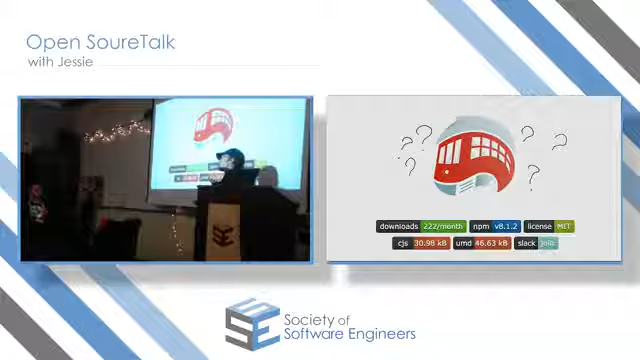 Open SoureTalk
with Jessie
? ? ? ? ?
downloads 222/month npm v8.1.2 license MIT
cjs 30.98 kB umd 46.63 kB slack join
SSE
Society of
Software Engineers